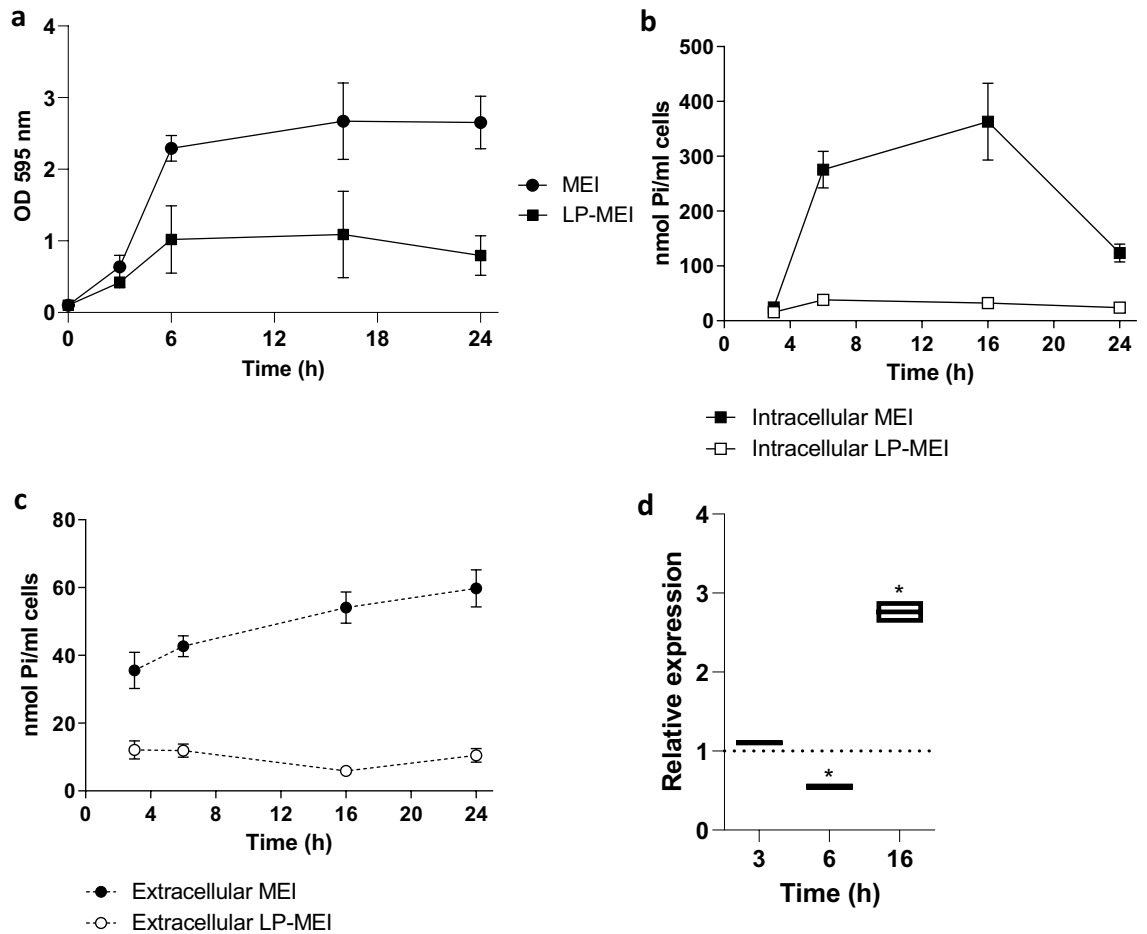 a
OD 595 nm
4
3
2
1
0
0 6 12 18 24
Time (h)
MEI
LP-MEI
b
nmol Pi/ml cells
500
400
300
200
100
0
0 4 8 12 16 20 24
Time (h)
Intracellular MEI
Intracellular LP-MEI
c
nmol Pi/ml cells
80
60
40
20
0
0 4 8 12 16 20 24
Time (h)
Extracellular MEI
Extracellular LP-MEI
d
Relative expression
4
3
2
1
0
*
*
3 6 16
Time (h)